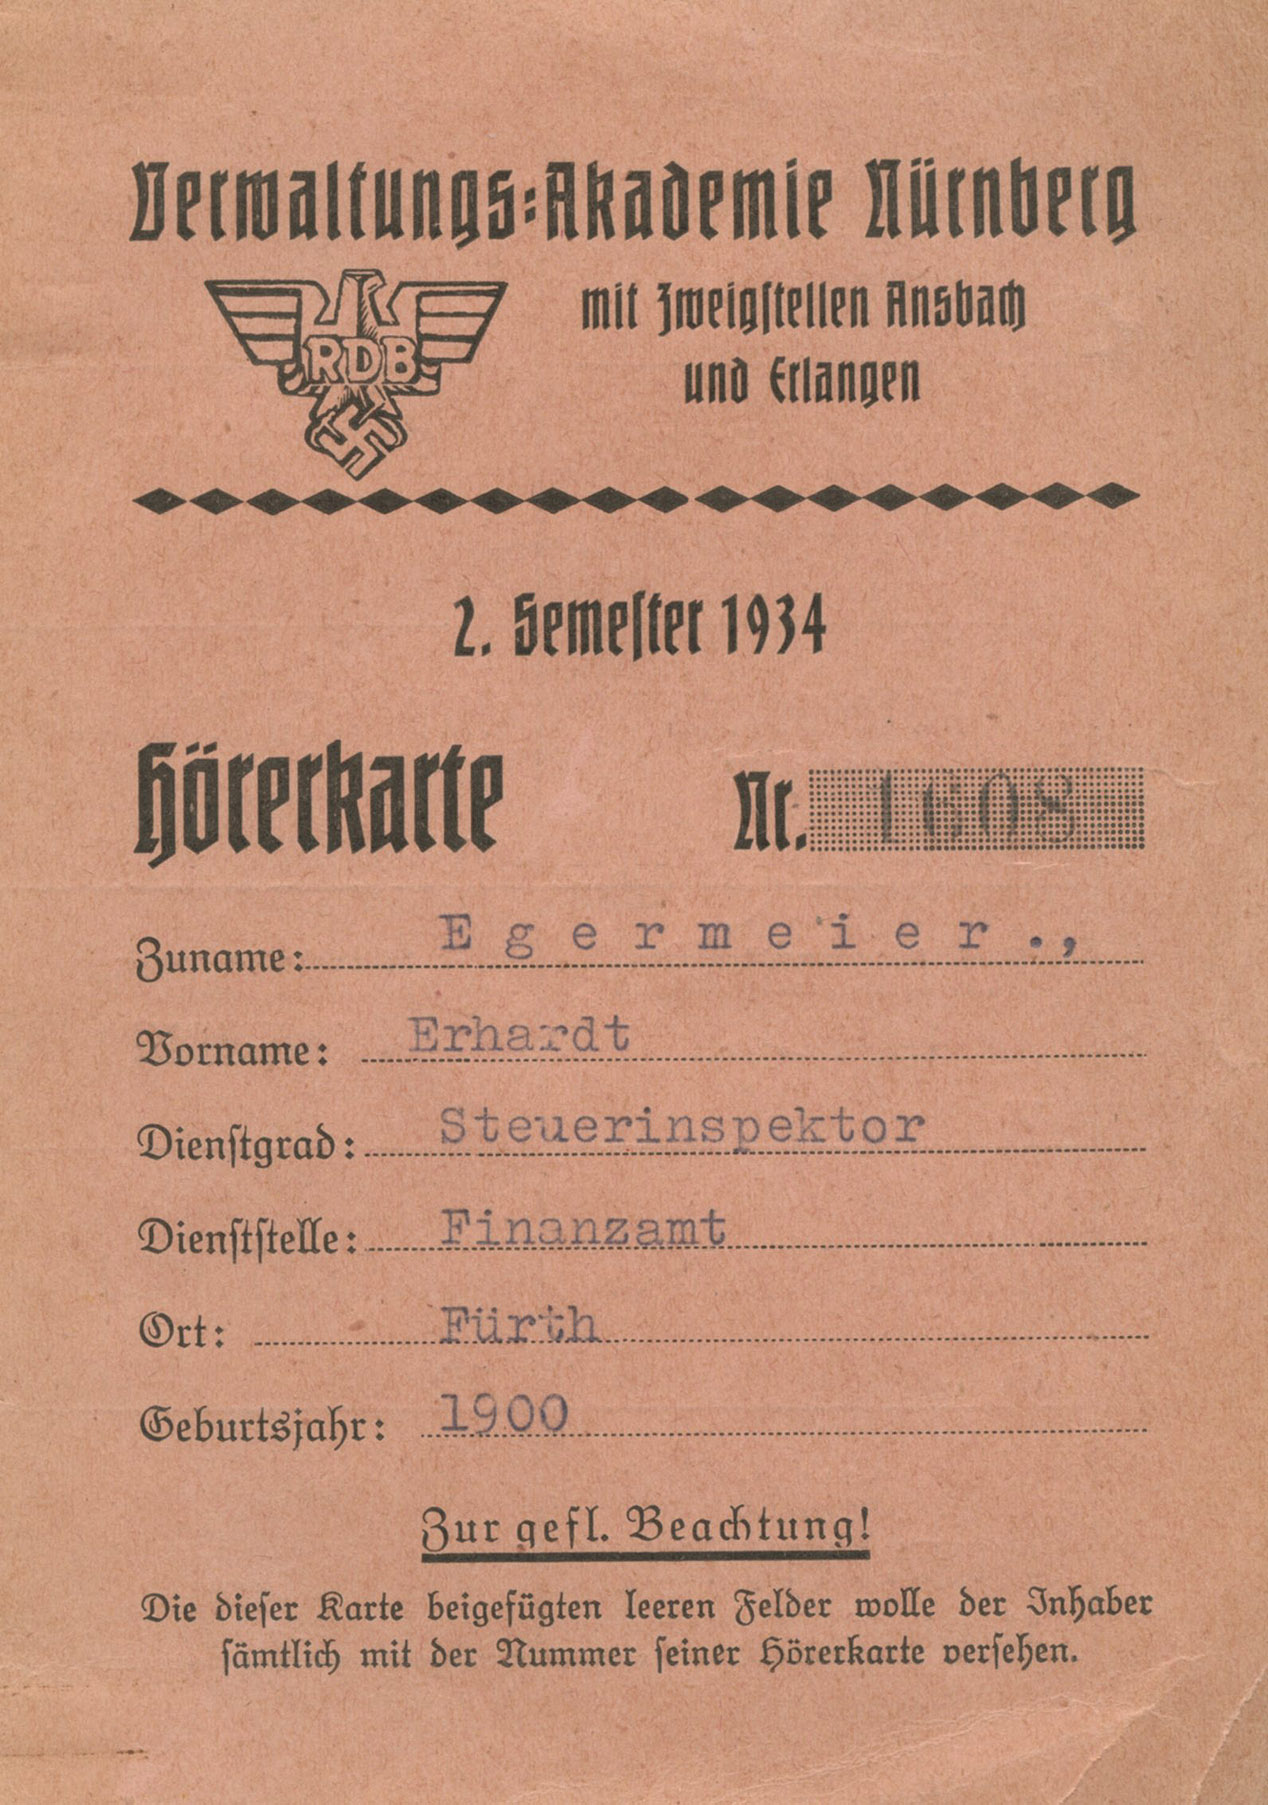 Verwaltungs-Akademie Nürnberg
mit Zweigstellen Ansbach
und Erlangen
RDB
2. Semester 1934
Hörerkarte Nr. 1608
Zuname: Egermeier.,
Vorname: Erhardt
Dienstgrad: Steuerinspektor
Dienststelle: Finanzamt
Ort: Fürth
Geburtsjahr: 1900
Zur gefl. Beachtung!
Die dieser Karte beigefügten leeren Felder wolle der Inhaber
sämtlich mit der Nummer seiner Hörerkarte versehen.